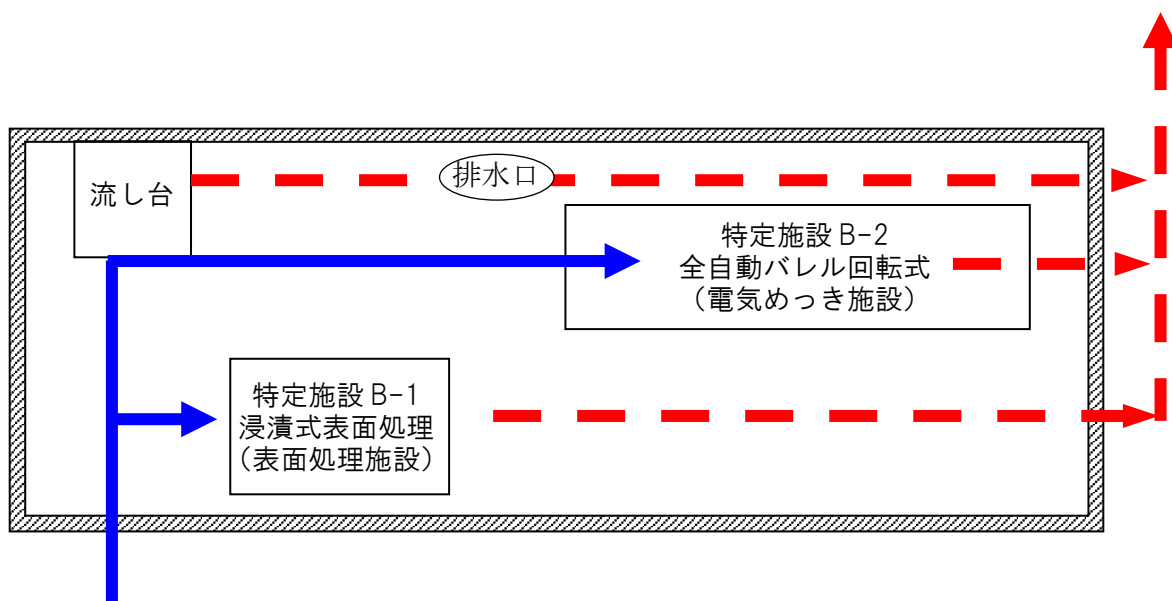 流し台
排水口
特定施設 B-2
全自動バレル回転式
（電気めっき施設）
特定施設 B-1
浸漬式表面処理
（表面処理施設）